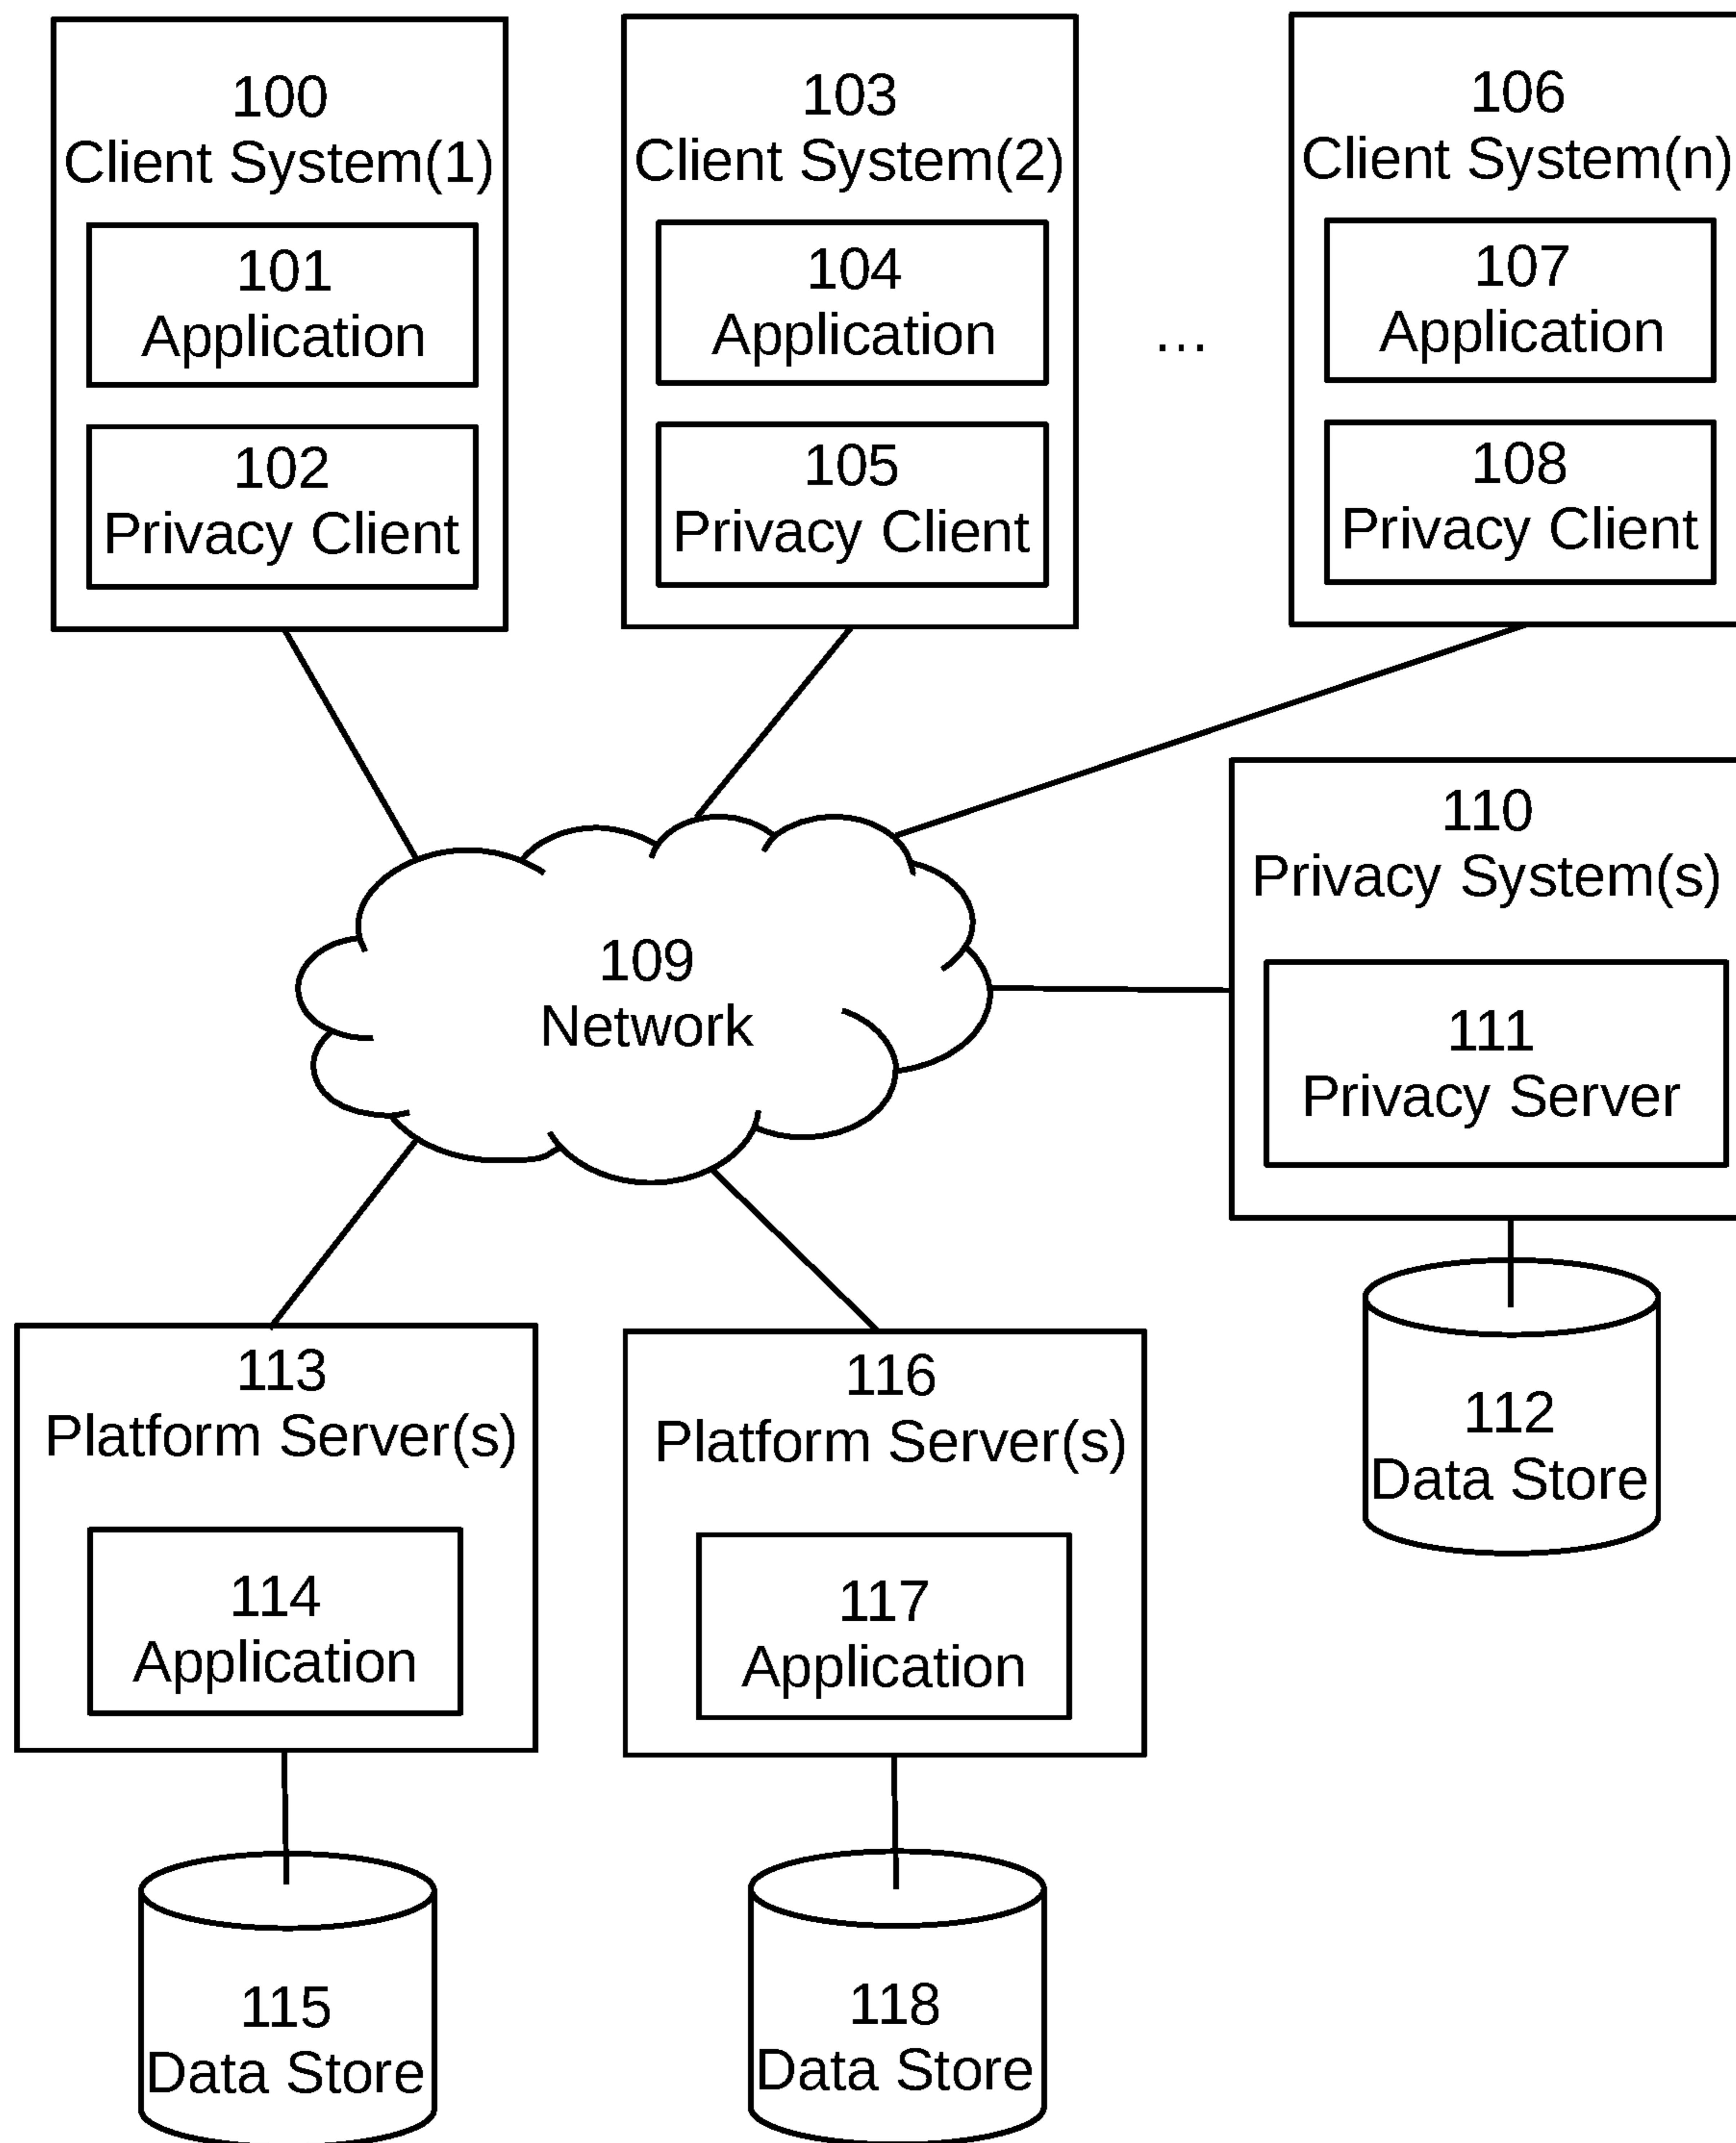 100
Client System(1)
101
Application
102
Privacy Client
103
Client System(2)
104
Application
105
Privacy Client
...
106
Client System(n)
107
Application
108
Privacy Client
109
Network
110
Privacy System(s)
111
Privacy Server
112
Data Store
113
Platform Server(s)
114
Application
115
Data Store
116
Platform Server(s)
117
Application
118
Data Store